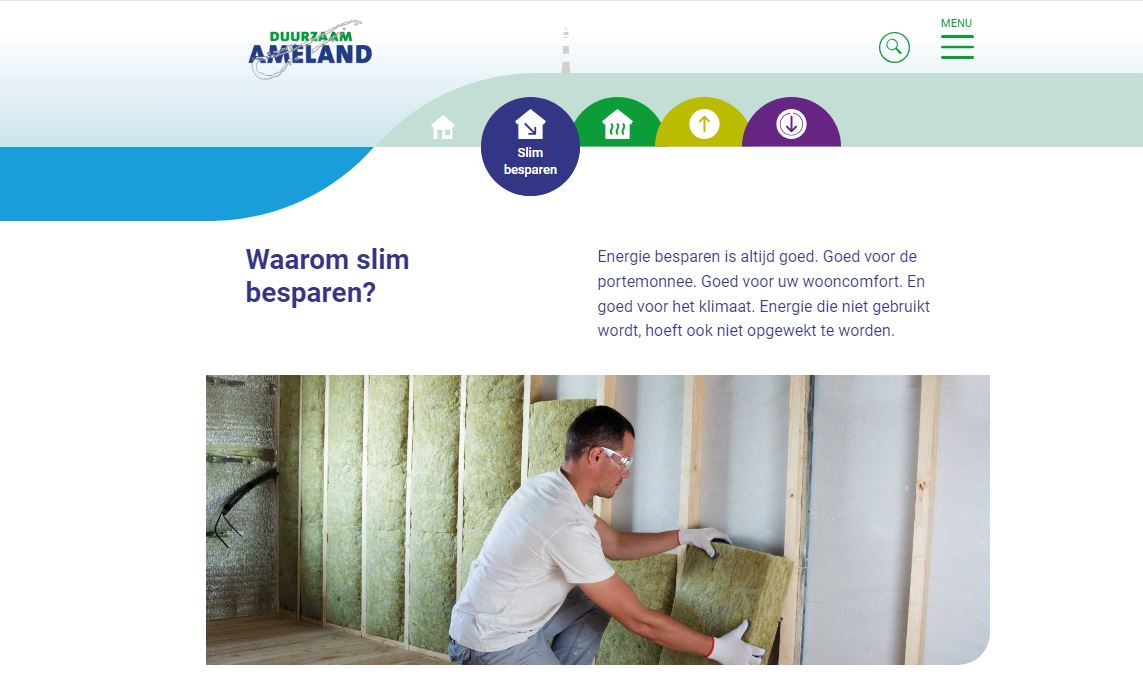 DUURZAAM
AMELAND
MENU
Slim
besparen
Waarom slim
besparen?
Energie besparen is altijd goed. Goed voor de
portemonnee. Goed voor uw wooncomfort. En
goed voor het klimaat. Energie die niet gebruikt
wordt, hoeft ook niet opgewekt te worden.